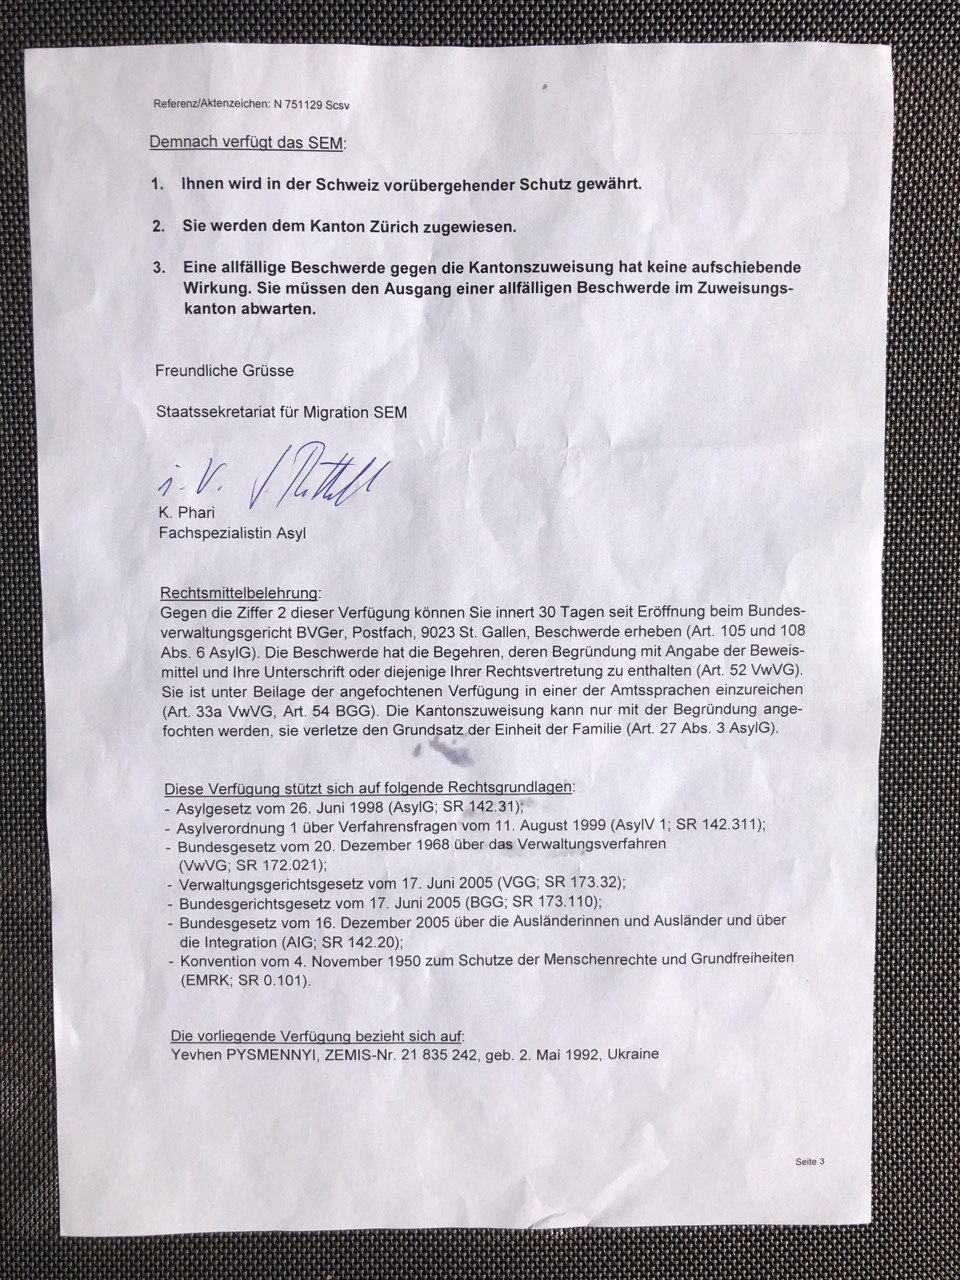 Referenz/Aktenzeichen: N 751129 Scsv
Demnach verfügt das SEM:
1. Ihnen wird in der Schweiz vorübergehender Schutz gewährt.
2. Sie werden dem Kanton Zürich zugewiesen.
3. Eine allfällige Beschwerde gegen die Kantonszuweisung hat keine aufschiebende
Wirkung. Sie müssen den Ausgang einer allfälligen Beschwerde im Zuweisungs-
kanton abwarten.
Freundliche Grüsse
Staatssekretariat für Migration SEM
i. V.
K. Phari
Fachspezialistin Asyl
Rechtsmittelbelehrung:
Gegen die Ziffer 2 dieser Verfügung können Sie innert 30 Tagen seit Eröffnung beim Bundes-
verwaltungsgericht BVGer, Postfach, 9023 St. Gallen, Beschwerde erheben (Art. 105 und 108
Abs. 6 AsylG). Die Beschwerde hat die Begehren, deren Begründung mit Angabe der Beweis-
mittel und Ihre Unterschrift oder diejenige Ihrer Rechtsvertretung zu enthalten (Art. 52 VwVG).
Sie ist unter Beilage der angefochtenen Verfügung in einer der Amtssprachen einzureichen
(Art. 33a VwVG, Art. 54 BGG). Die Kantonszuweisung kann nur mit der Begründung ange-
fochten werden, sie verletze den Grundsatz der Einheit der Familie (Art. 27 Abs. 3 AsylG).
Diese Verfügung stützt sich auf folgende Rechtsgrundlagen:
- Asylgesetz vom 26. Juni 1998 (AsylG; SR 142.31);
- Asylverordnung 1 über Verfahrensfragen vom 11. August 1999 (AsylV 1; SR 142.311);
- Bundesgesetz vom 20. Dezember 1968 über das Verwaltungsverfahren
(VwVG; SR 172.021);
- Verwaltungsgerichtsgesetz vom 17. Juni 2005 (VGG; SR 173.32);
- Bundesgerichtsgesetz vom 17. Juni 2005 (BGG; SR 173.110);
- Bundesgesetz vom 16. Dezember 2005 über die Ausländerinnen und Ausländer und über
die Integration (AIG; SR 142.20);
- Konvention vom 4. November 1950 zum Schutze der Menschenrechte und Grundfreiheiten
(EMRK; SR 0.101).
Die vorliegende Verfügung bezieht sich auf:
Yevhen PYSMENNYI, ZEMIS-Nr. 21 835 242, geb. 2. Mai 1992, Ukraine
Seite 3